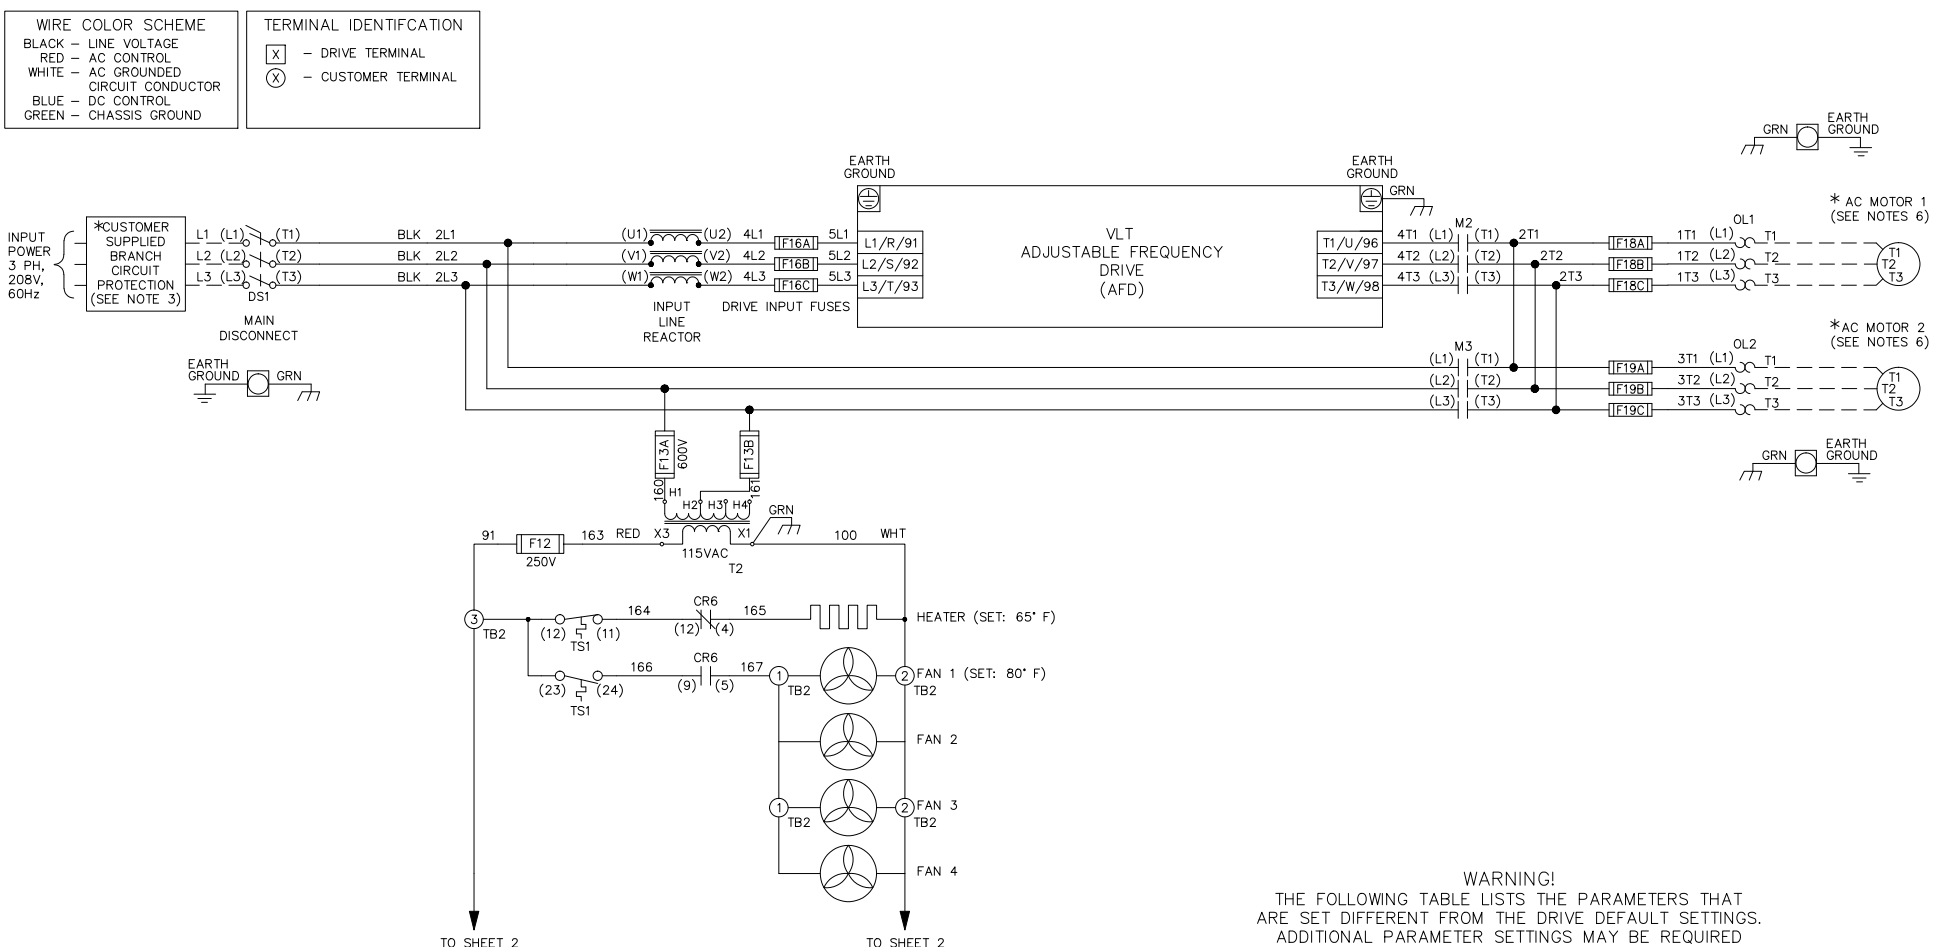 WIRE COLOR SCHEME
BLACK – LINE VOLTAGE
RED – AC CONTROL
WHITE – AC GROUNDED
CIRCUIT CONDUCTOR
BLUE – DC CONTROL
GREEN – CHASSIS GROUND
TERMINAL IDENTIFCATION
X – DRIVE TERMINAL
X – CUSTOMER TERMINAL
GRN
EARTH
GROUND
INPUT
POWER
3 PH,
208V,
60Hz
*CUSTOMER
SUPPLIED
BRANCH
CIRCUIT
PROTECTION
(SEE NOTE 3)
L1 (L1) (T1)
L2 (L2) (T2)
L3 (L3) (T3)
DS1
MAIN
DISCONNECT
EARTH
GROUND
GRN
BLK 2L1
BLK 2L2
BLK 2L3
(U1) (U2) 4L1 F16A 5L1
(V1) (V2) 4L2 F16B 5L2
(W1) (W2) 4L3 F16C 5L3
INPUT
LINE
REACTOR
DRIVE INPUT FUSES
EARTH
GROUND
L1/R/91
L2/S/92
L3/T/93
VLT
ADJUSTABLE FREQUENCY
DRIVE
(AFD)
EARTH
GROUND
GRN
T1/U/96
T2/V/97
T3/W/98
M2
4T1 (L1) (T1) 2T1
4T2 (L2) (T2) 2T2
4T3 (L3) (T3) 2T3
F18A
F18B
F18C
OL1
1T1 (L1) T1
1T2 (L2) T2
1T3 (L3) T3
* AC MOTOR 1
(SEE NOTES 6)
T1
T2
T3
M3
(L1) (T1)
(L2) (T2)
(L3) (T3)
F19A
F19B
F19C
OL2
3T1 (L1) T1
3T2 (L2) T2
3T3 (L3) T3
*AC MOTOR 2
(SEE NOTES 6)
T1
T2
T3
GRN
EARTH
GROUND
F13A
600V
F13B
160
161
H1
H2 H3 H4
GRN
91 F12 163 RED X3 X1 100 WHT
250V
115VAC
T2
3
TB2
(12) (11)
TS1
164
CR6
(12) (4)
165
HEATER (SET: 65° F)
(23) (24)
TS1
166
CR6
(9) (5)
167
1
TB2
2
TB2
FAN 1 (SET: 80° F)
FAN 2
1
TB2
2
TB2
FAN 3
FAN 4
TO SHEET 2
TO SHEET 2
WARNING!
THE FOLLOWING TABLE LISTS THE PARAMETERS THAT
ARE SET DIFFERENT FROM THE DRIVE DEFAULT SETTINGS.
ADDITIONAL PARAMETER SETTINGS MAY BE REQUIRED